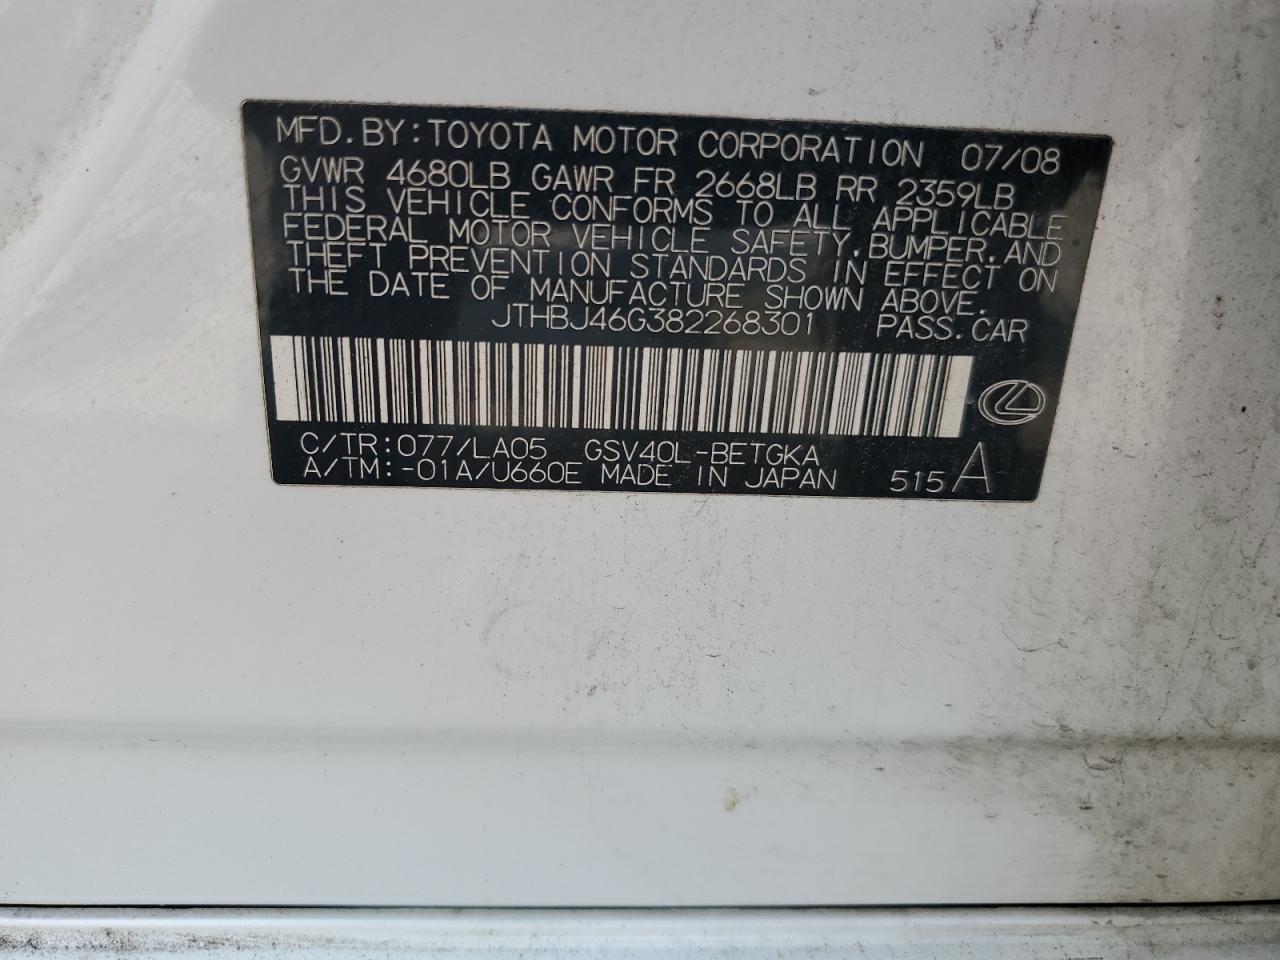 MFD. BY: TOYOTA MOTOR CORPORATION 07/08
GVWR 4680LB GAWR FR 2668LB RR 2359LB
THIS VEHICLE CONFORMS TO ALL APPLICABLE
FEDERAL MOTOR VEHICLE SAFETY, BUMPER, AND
THEFT PREVENTION STANDARDS IN EFFECT ON
THE DATE OF MANUFACTURE SHOWN ABOVE.
JTHBJ46G382268301 PASS. CAR
C/TR: 077/LA05 GSV40L-BETGKA
A/TM: -01A/U660E MADE IN JAPAN 515 A